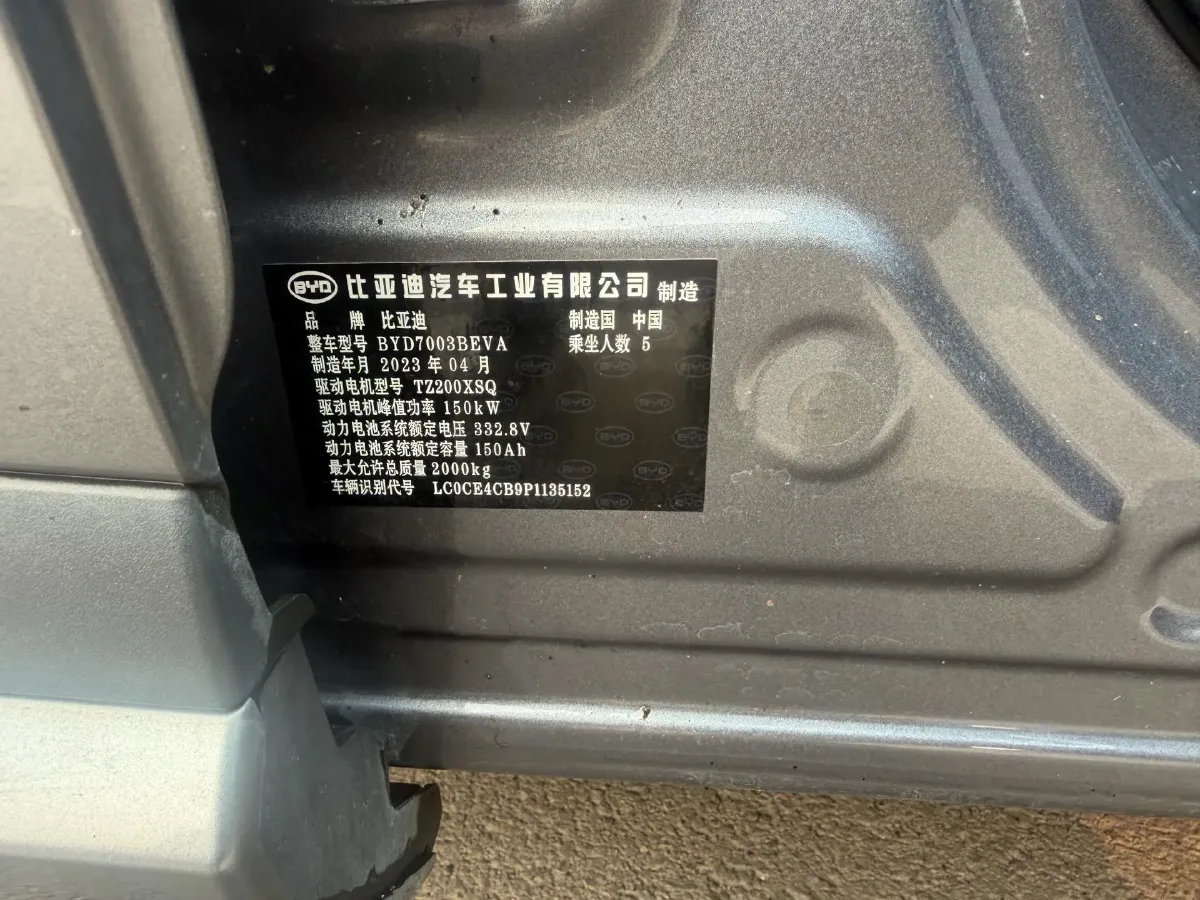 BYD 比亚迪汽车工业有限公司 制造
品 牌 比亚迪 制造国 中国
整车型号 BYD7003BEVA 乘坐人数 5
制造年月 2023 年 04 月
驱动电机型号 TZ200XSQ
驱动电机峰值功率 150kW
动力电池系统额定电压 332.8V
动力电池系统额定容量 150Ah
最大允许总质量 2000kg
车辆识别代号 LC0CE4CB9P1135152